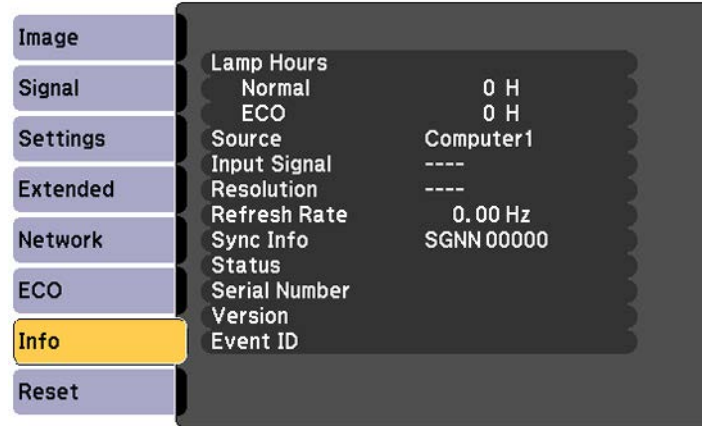 Image
Signal
Settings
Extended
Network
ECO
Info
Reset
Lamp Hours
Normal 0 H
ECO 0 H
Source Computer1
Input Signal ----
Resolution ----
Refresh Rate 0.00 Hz
Sync Info SGNN 00000
Status
Serial Number
Version
Event ID